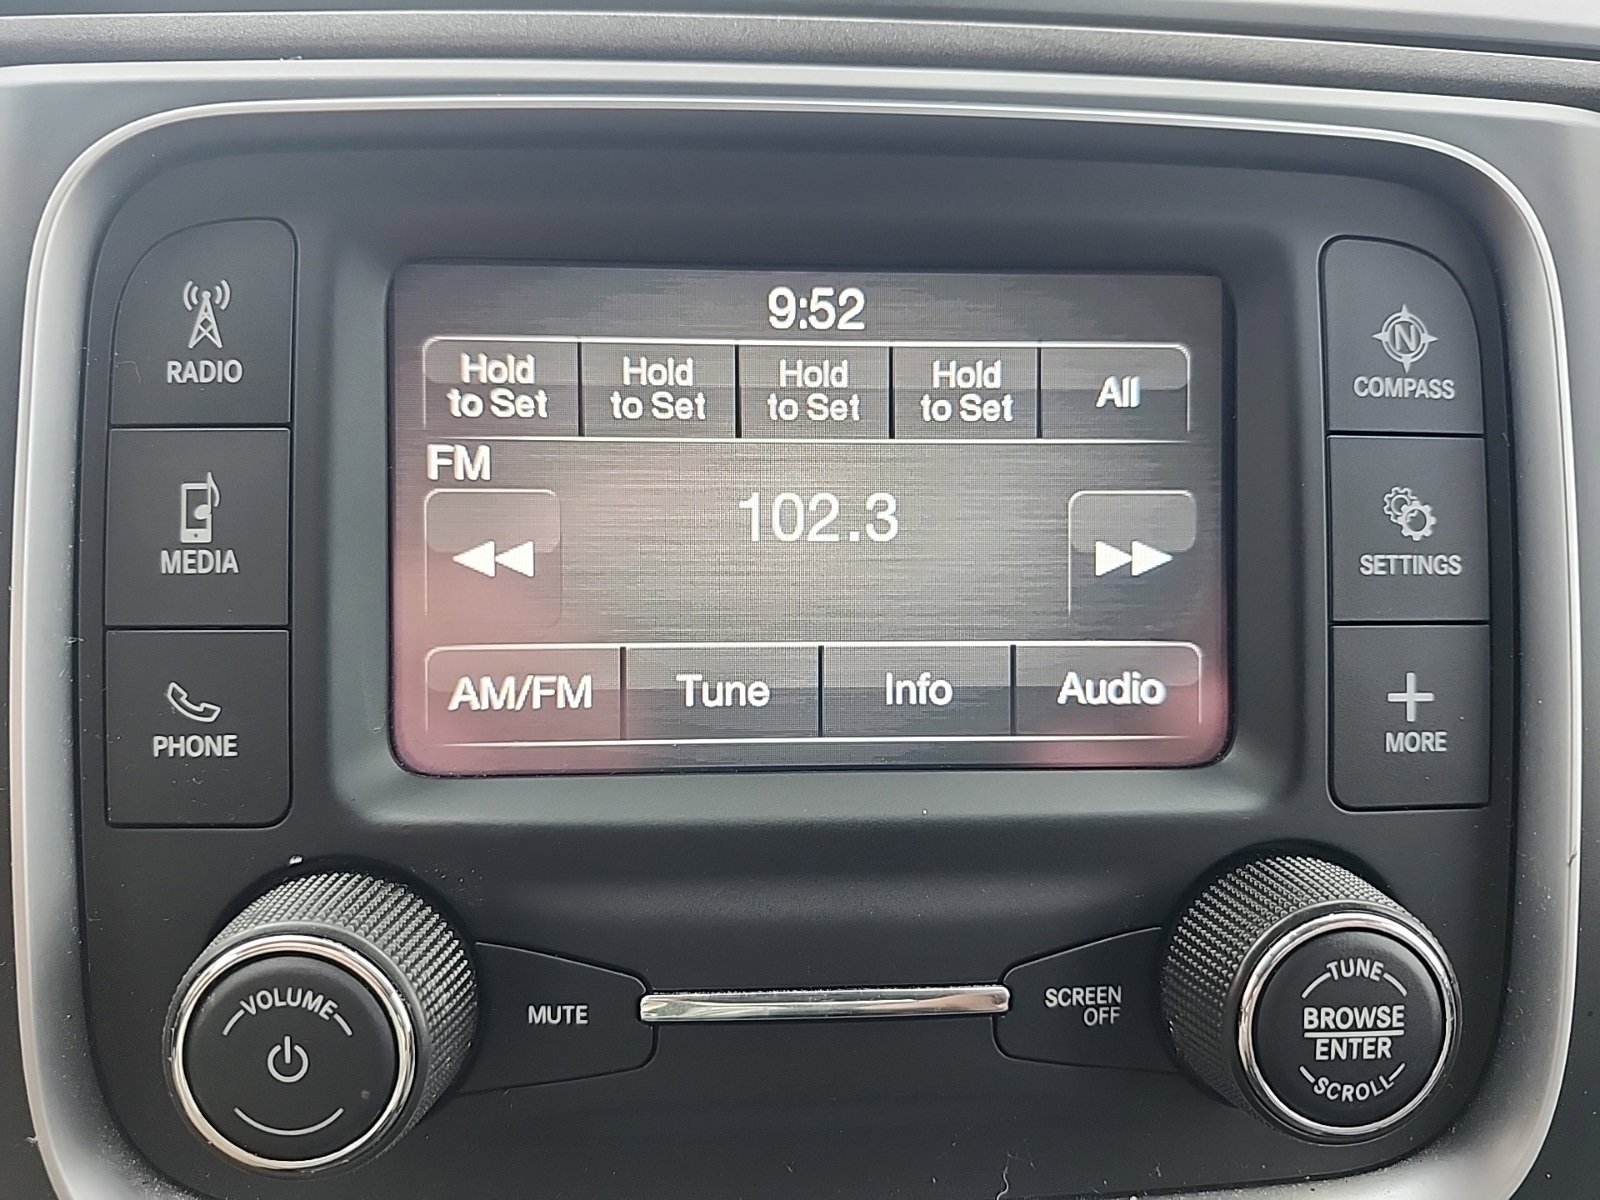 9:52
Hold to Set
Hold to Set
Hold to Set
Hold to Set
All
FM
102.3
AM/FM
Tune
Info
Audio
RADIO
MEDIA
PHONE
N
COMPASS
SETTINGS
MORE
VOLUME
MUTE
SCREEN
OFF
TUNE
BROWSE
ENTER
SCROLL